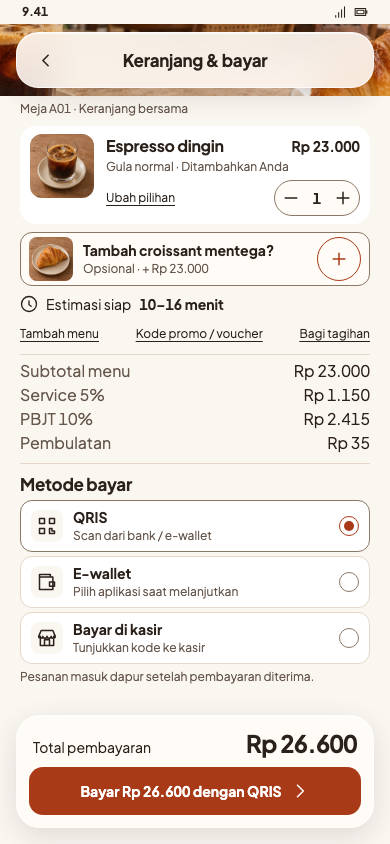 9.41
Keranjang & bayar
Meja A01 · Keranjang bersama
Espresso dingin Rp 23.000
Gula normal · Ditambahkan Anda
Ubah pilihan 1
Tambah croissant mentega?
Opsional · + Rp 23.000
Estimasi siap 10–16 menit
Tambah menu Kode promo / voucher Bagi tagihan
Subtotal menu Rp 23.000
Service 5% Rp 1.150
PBJT 10% Rp 2.415
Pembulatan Rp 35
Metode bayar
QRIS
Scan dari bank / e-wallet
E-wallet
Pilih aplikasi saat melanjutkan
Bayar di kasir
Tunjukkan kode ke kasir
Pesanan masuk dapur setelah pembayaran diterima.
Total pembayaran Rp 26.600
Bayar Rp 26.600 dengan QRIS